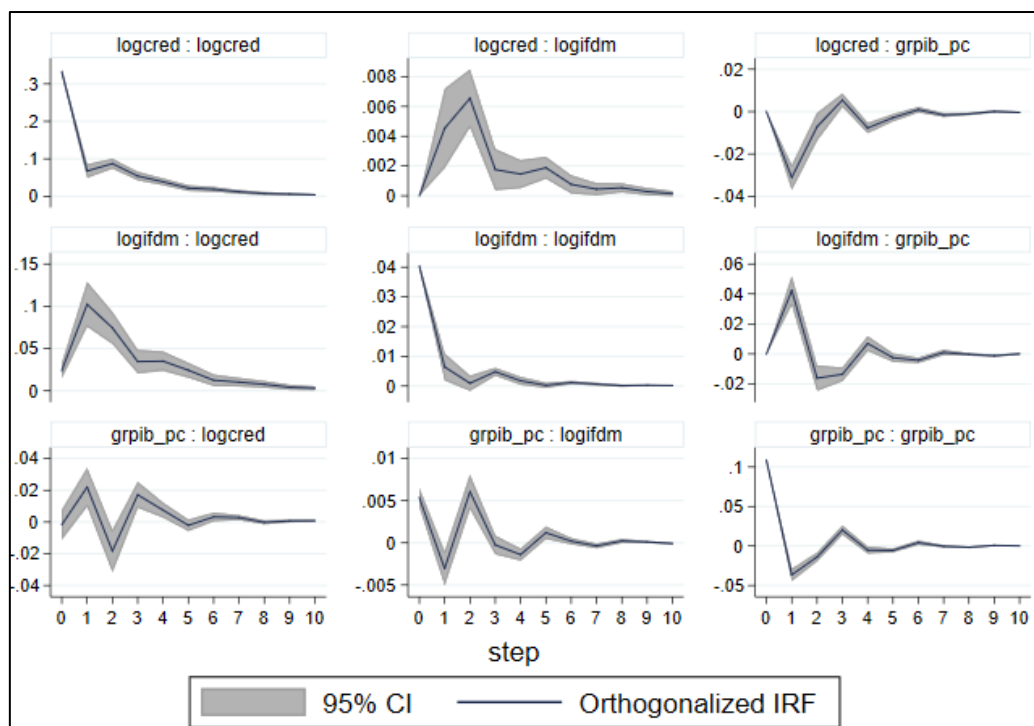 logcred : logcred
logcred : logifdm
logcred : grpib_pc
.3
.2
.1
0
.008
.006
.004
.002
0
.02
0
-.02
-.04
logifdm : logcred
logifdm : logifdm
logifdm : grpib_pc
.15
.1
.05
0
.04
.03
.02
.010
0
.06
.04
.02
0
-.02
grpib_pc : logcred
grpib_pc : logifdm
grpib_pc : grpib_pc
.04
.02
0
-.02
-.04
.01
.005
0
-.005
.1
.05
0
-.05
0 1 2 3 4 5 6 7 8 9 10
0 1 2 3 4 5 6 7 8 9 10
0 1 2 3 4 5 6 7 8 9 10
step
95% CI
Orthogonalized IRF